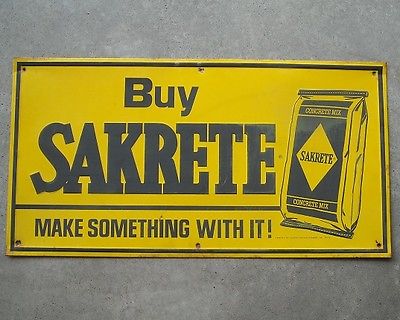 Buy
SAKRETE
MAKE SOMETHING WITH IT!
CONCRETE MIX
SAKRETE
CONCRETE MIX